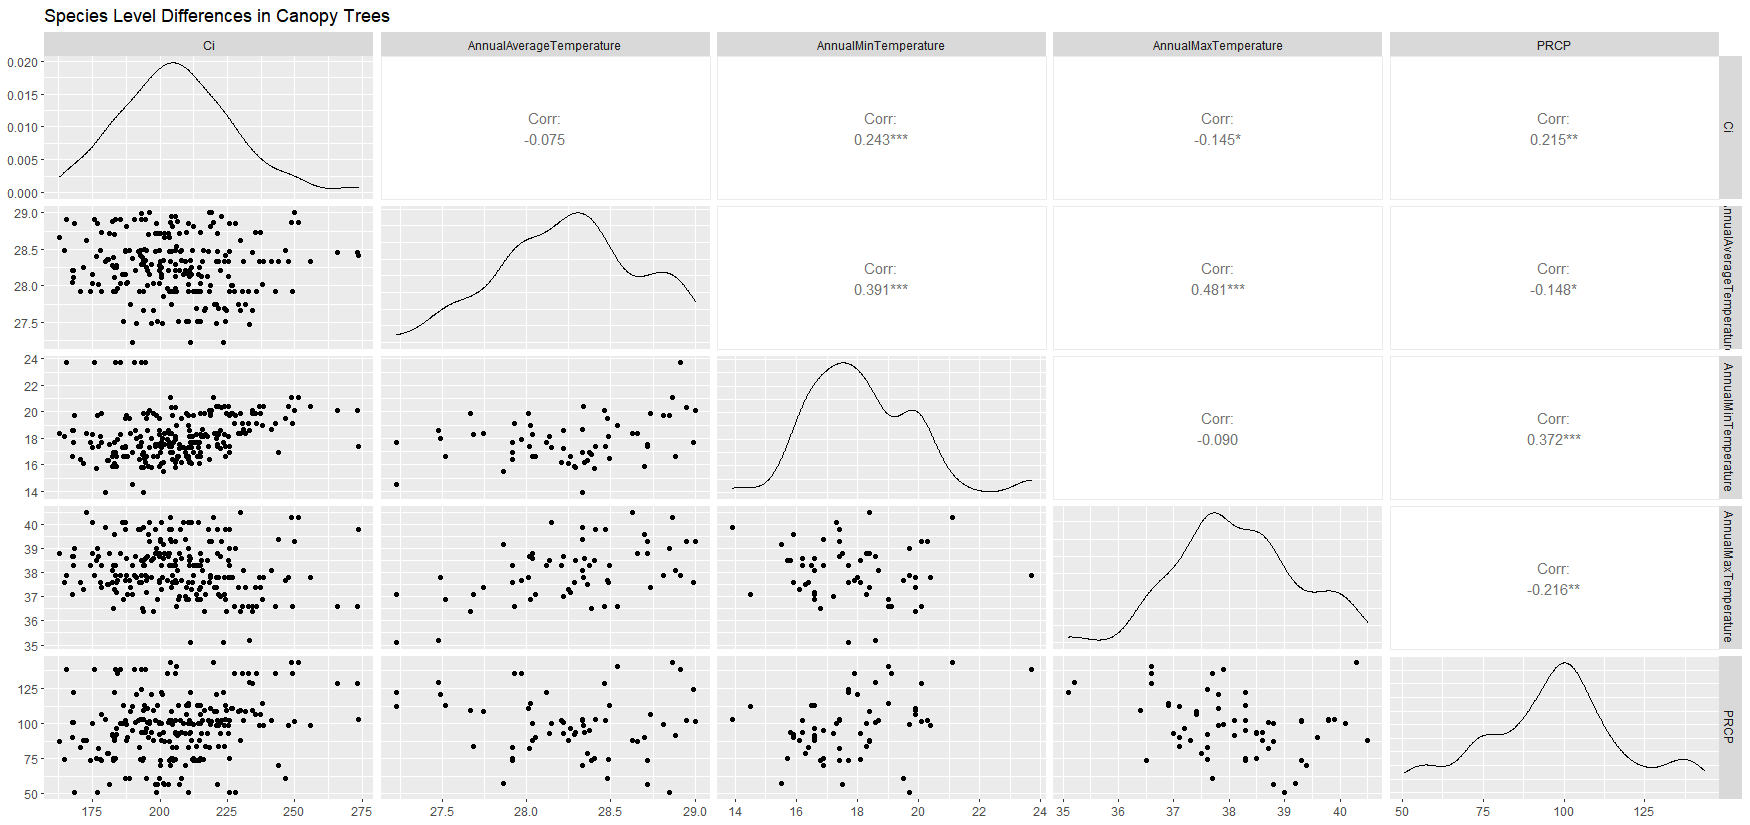 Species Level Differences in Canopy Trees
Ci AnnualAverageTemperature AnnualMinTemperature AnnualMaxTemperature PRCP
0.020
0.015
0.010
0.005
0.000
Corr:
-0.075
Corr:
0.243***
Corr:
-0.145*
Corr:
0.215**
Ci
29.0
28.5
28.0
27.5
Corr:
0.391***
Corr:
0.481***
Corr:
-0.148*
nnualAverageTemperatur
24
22
20
18
16
14
Corr:
-0.090
Corr:
0.372***
AnnualMinTemperature
40
39
38
37
36
35
Corr:
-0.216**
AnnualMaxTemperature
125
100
75
50
PRCP
175 200 225 250 275
27.5 28.0 28.5 29.0
14 16 18 20 22 24
35 36 37 38 39 40
50 75 100 125